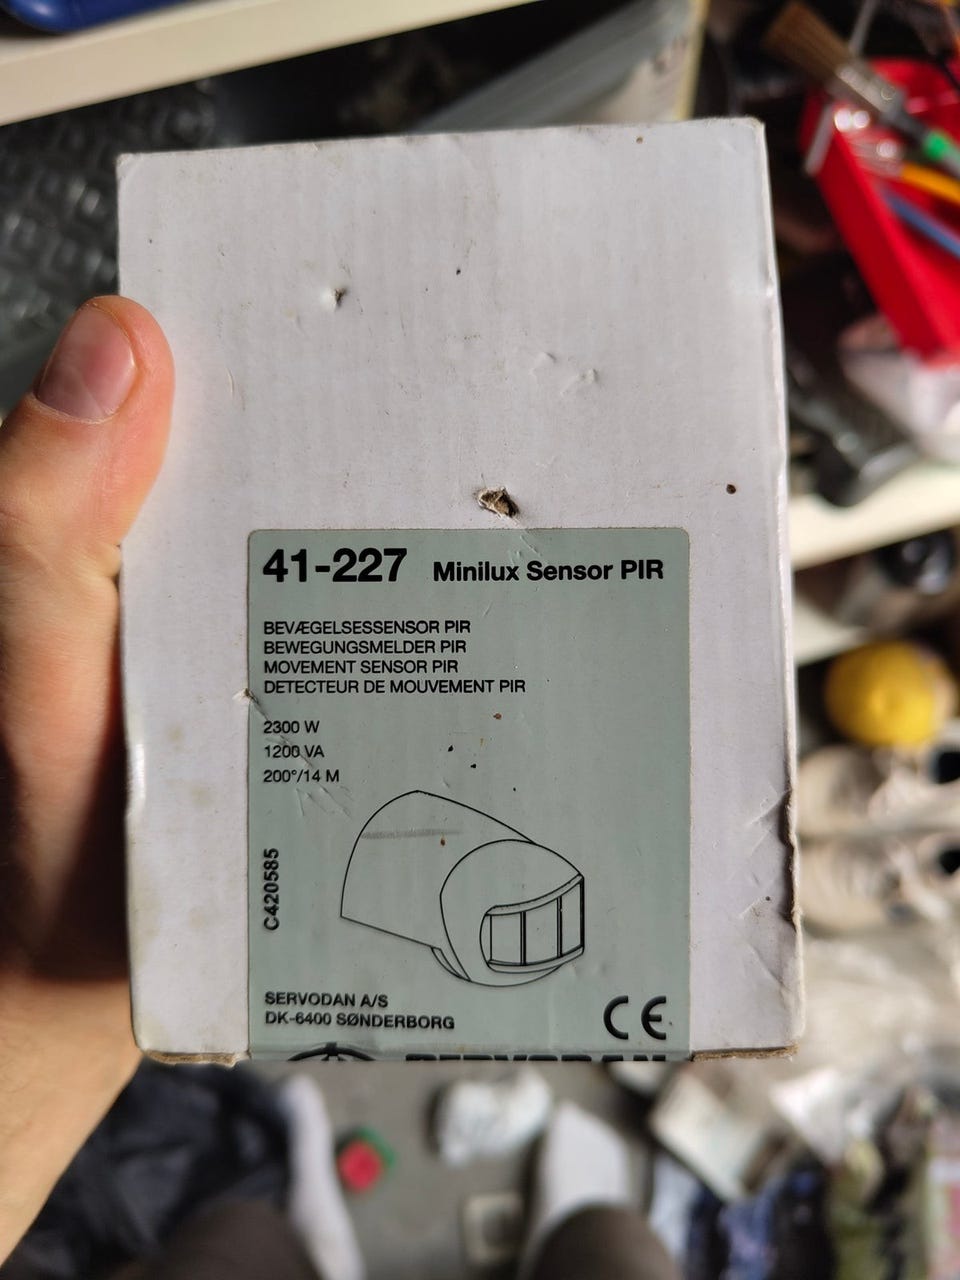 41-227 Minilux Sensor PIR
BEVÆGELSESSENSOR PIR
BEWEGUNGSMELDER PIR
MOVEMENT SENSOR PIR
DETECTEUR DE MOUVEMENT PIR
2300 W
1200 VA
200°/14 M
C420585
SERVODAN A/S
DK-6400 SØNDERBORG
CE
SERVODAN